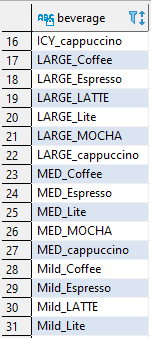 ABC beverage
16 ICY_cappuccino
17 LARGE_Coffee
18 LARGE_Espresso
19 LARGE_LATTE
20 LARGE_Lite
21 LARGE_MOCHA
22 LARGE_cappuccino
23 MED_Coffee
24 MED_Espresso
25 MED_Lite
26 MED_MOCHA
27 MED_cappuccino
28 Mild_Coffee
29 Mild_Espresso
30 Mild_LATTE
31 Mild_Lite